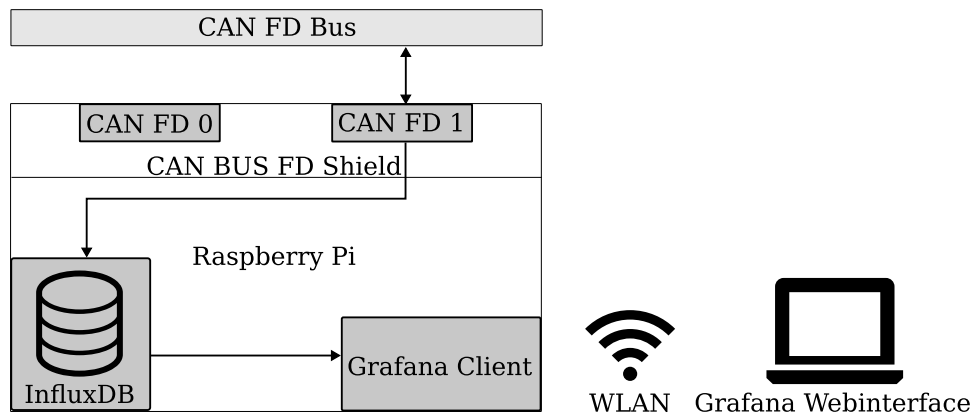 CAN FD Bus
CAN FD 0
CAN FD 1
CAN BUS FD Shield
Raspberry Pi
InfluxDB
Grafana Client
WLAN
Grafana Webinterface